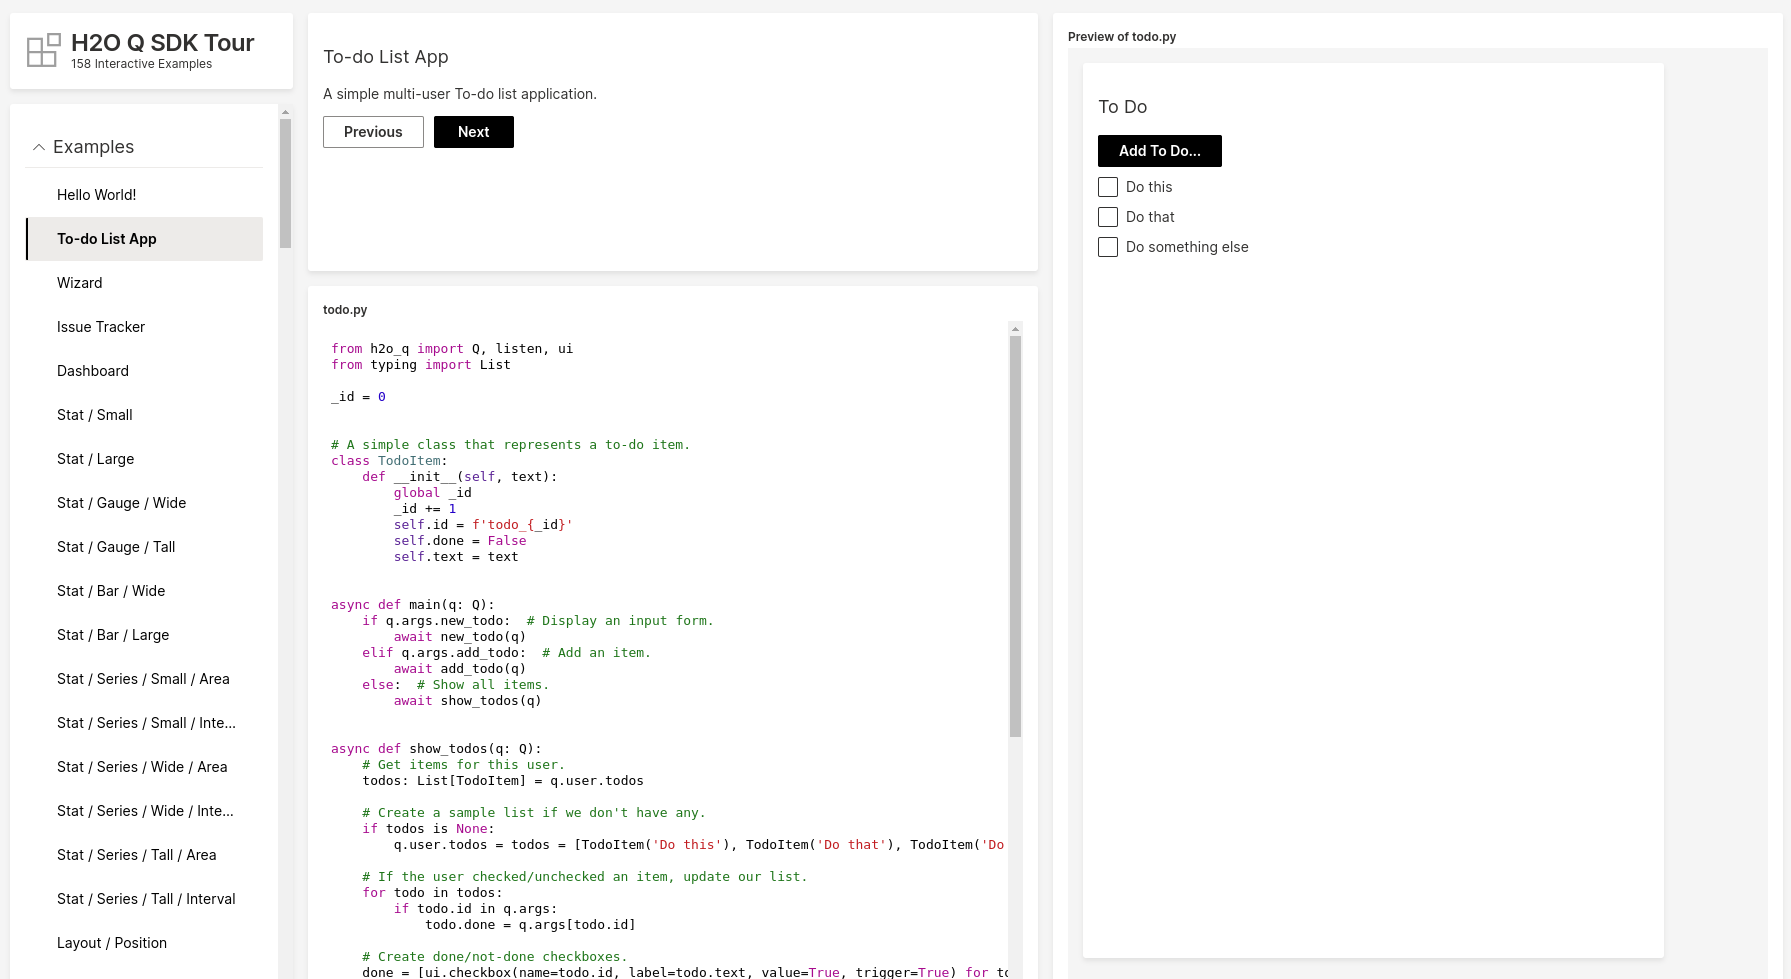 H2O Q SDK Tour
158 Interactive Examples
Examples
Hello World!
To-do List App
Wizard
Issue Tracker
Dashboard
Stat / Small
Stat / Large
Stat / Gauge / Wide
Stat / Gauge / Tall
Stat / Bar / Wide
Stat / Bar / Large
Stat / Series / Small / Area
Stat / Series / Small / Inte...
Stat / Series / Wide / Area
Stat / Series / Wide / Inte...
Stat / Series / Tall / Area
Stat / Series / Tall / Interval
Layout / Position
To-do List App
A simple multi-user To-do list application.
Previous Next
todo.py
from h2o_q import Q, listen, ui
from typing import List
_id = 0
# A simple class that represents a to-do item.
class TodoItem:
    def __init__(self, text):
        global _id
        _id += 1
        self.id = f'todo_{_id}'
        self.done = False
        self.text = text
async def main(q: Q):
    if q.args.new_todo:  # Display an input form.
        await new_todo(q)
    elif q.args.add_todo:  # Add an item.
        await add_todo(q)
    else:  # Show all items.
        await show_todos(q)
async def show_todos(q: Q):
    # Get items for this user.
    todos: List[TodoItem] = q.user.todos
    # Create a sample list if we don't have any.
    if todos is None:
        q.user.todos = todos = [TodoItem('Do this'), TodoItem('Do that'), TodoItem('Do
    # If the user checked/unchecked an item, update our list.
    for todo in todos:
        if todo.id in q.args:
            todo.done = q.args[todo.id]
    # Create done/not-done checkboxes.
    done = [ui.checkbox(name=todo.id, label=todo.text, value=True, trigger=True) for to
Preview of todo.py
To Do
Add To Do...
Do this
Do that
Do something else